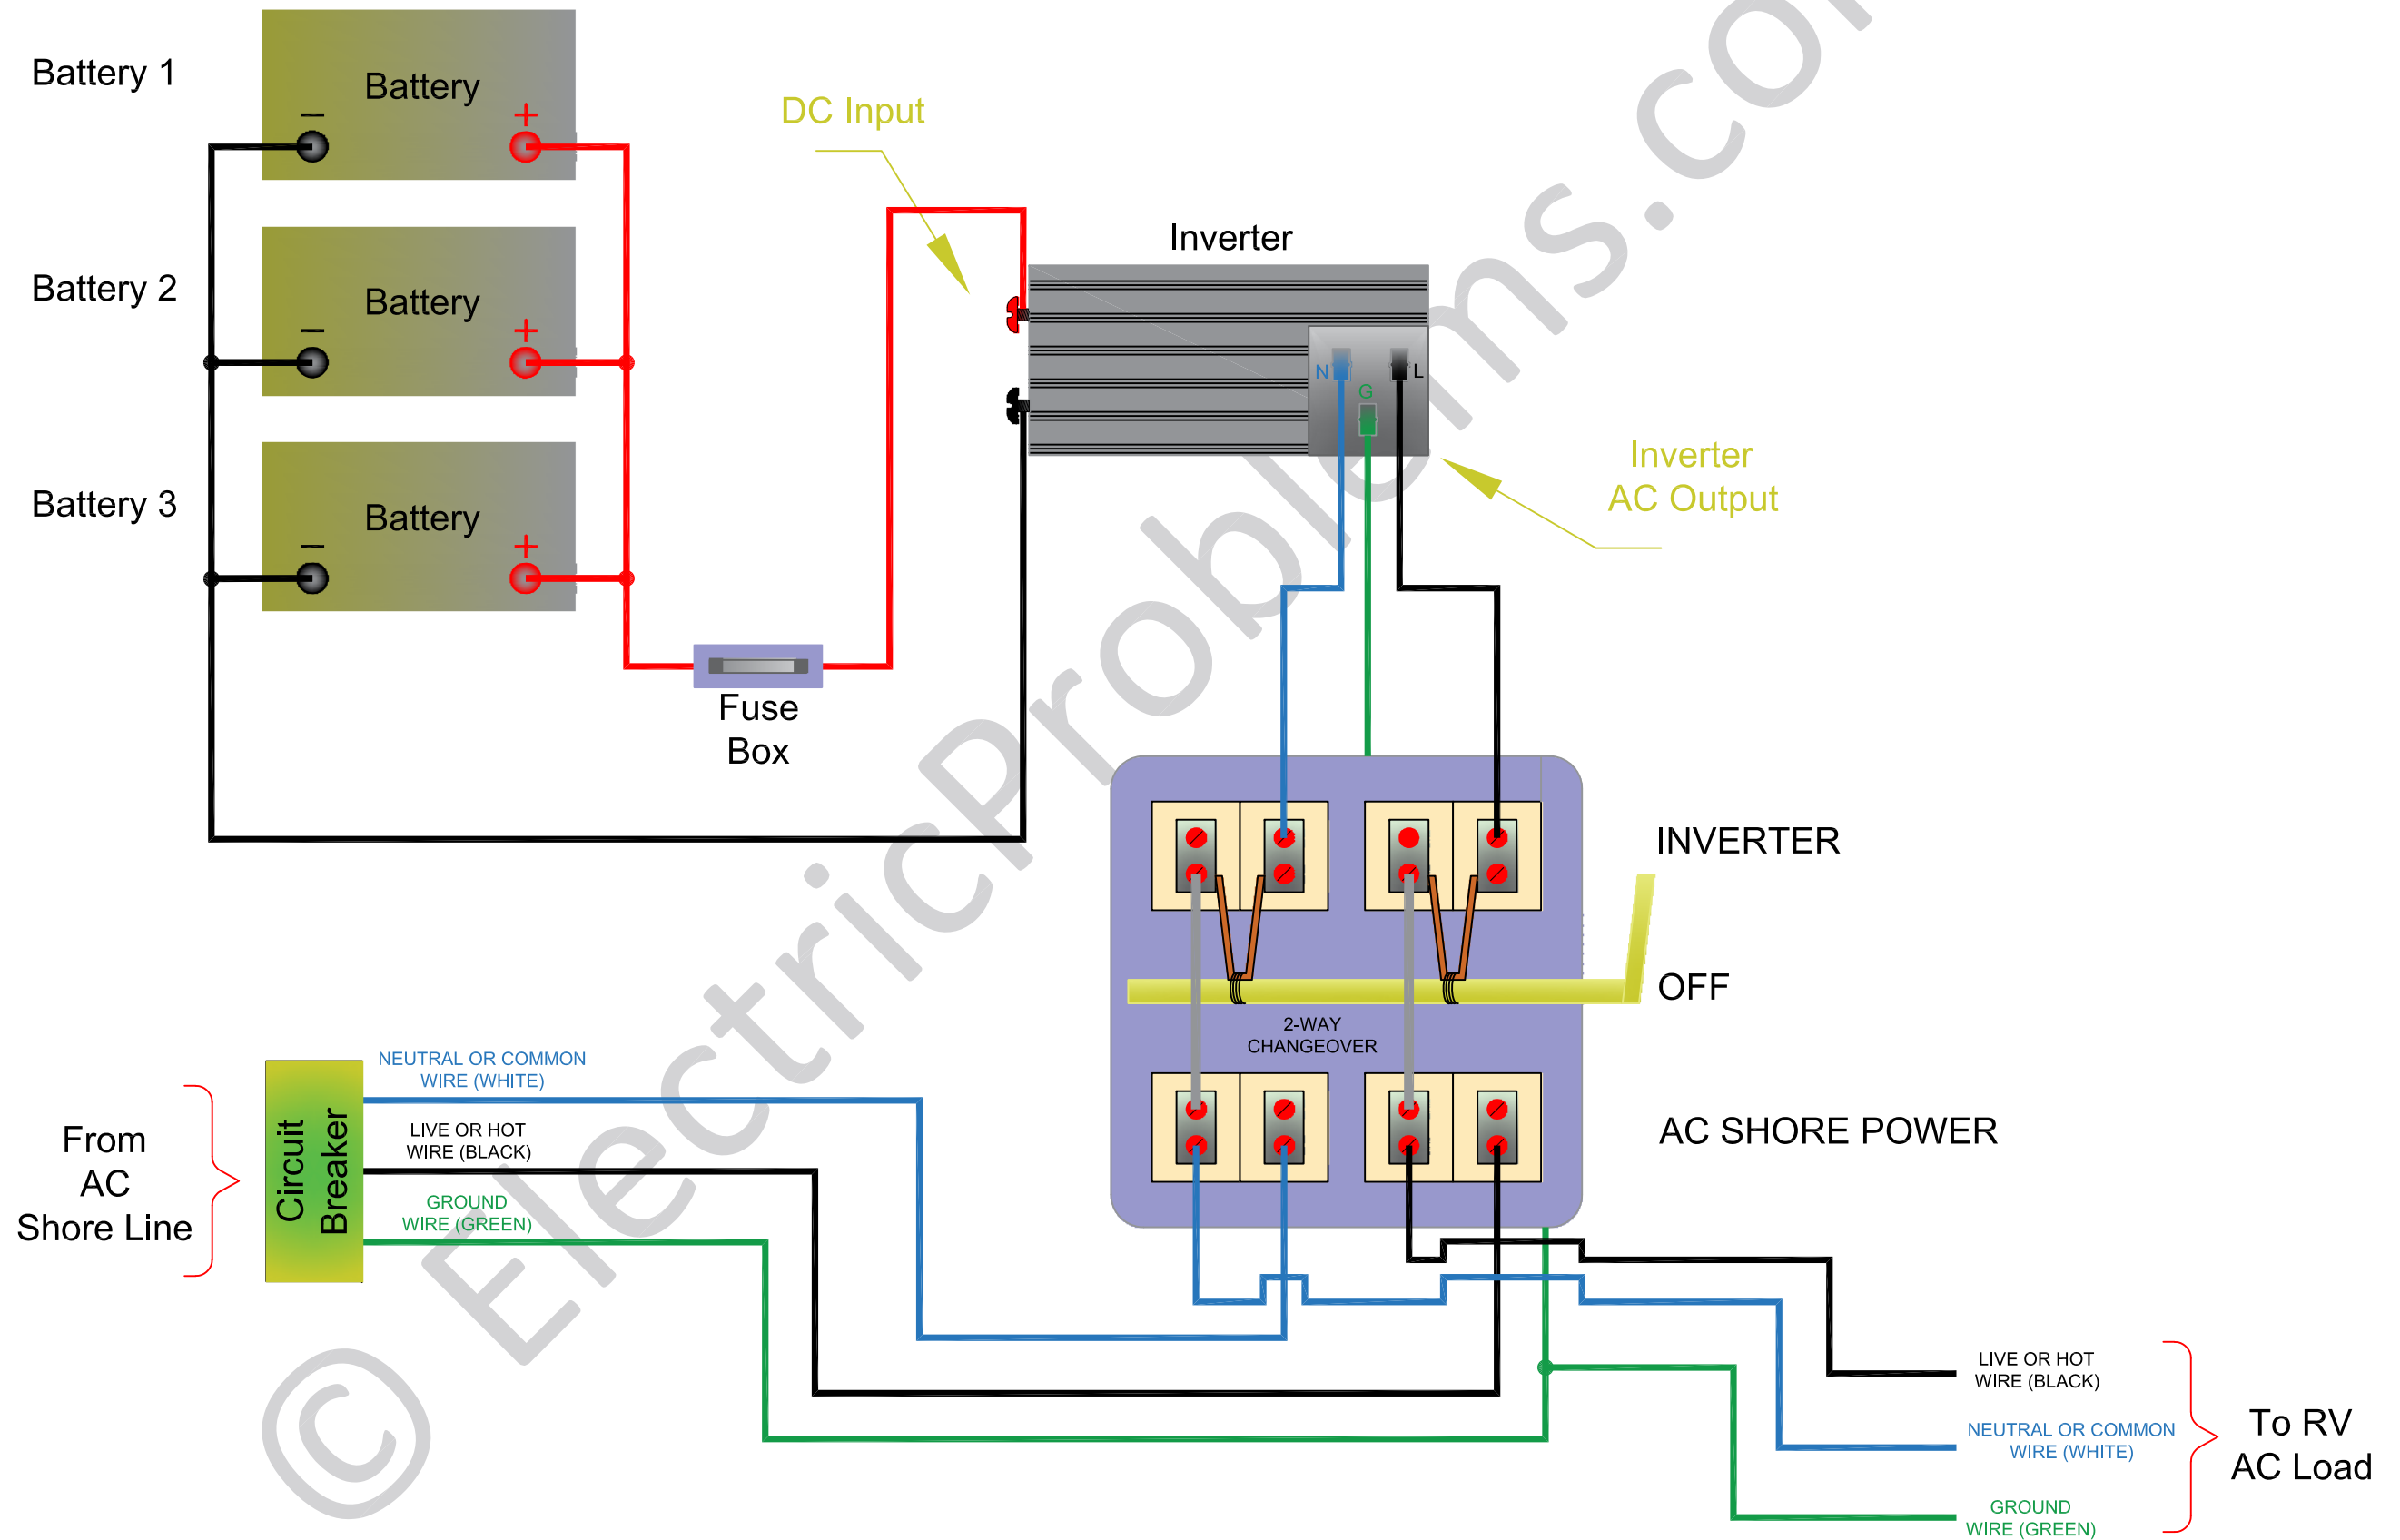 Battery 1
Battery
−
+
Battery 2
Battery
−
+
Battery 3
Battery
−
+
DC Input
Inverter
N
G
L
Inverter
AC Output
Fuse
Box
INVERTER
OFF
2-WAY
CHANGEOVER
AC SHORE POWER
From
AC
Shore Line
Circuit
Breaker
NEUTRAL OR COMMON
WIRE (WHITE)
LIVE OR HOT
WIRE (BLACK)
GROUND
WIRE (GREEN)
LIVE OR HOT
WIRE (BLACK)
NEUTRAL OR COMMON
WIRE (WHITE)
GROUND
WIRE (GREEN)
To RV
AC Load
© ElectricProblems.com